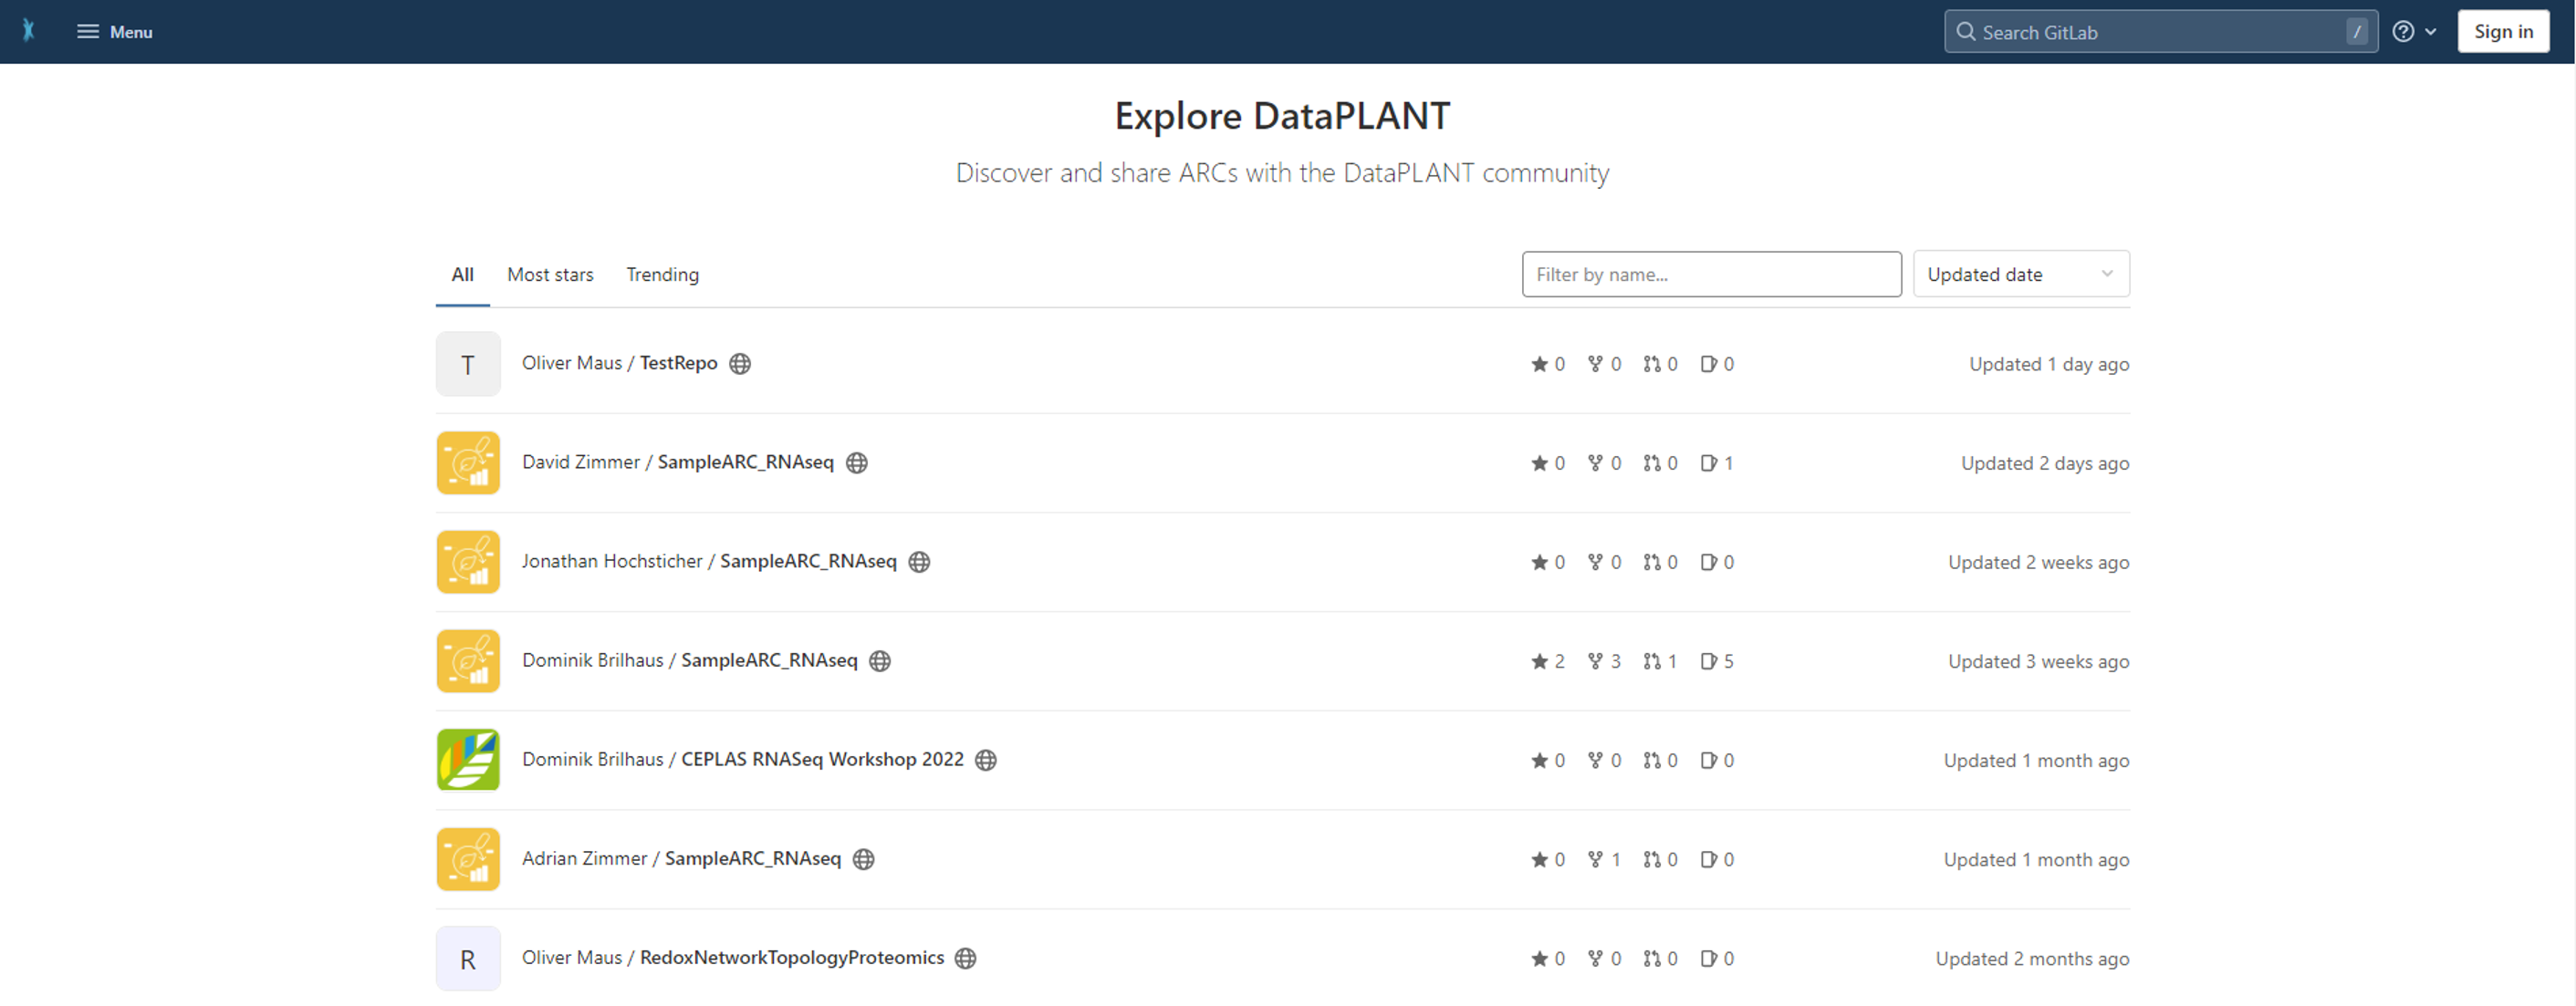 Menu
Search GitLab /
Sign in
Explore DataPLANT
Discover and share ARCs with the DataPLANT community
All Most stars Trending Filter by name... Updated date
T Oliver Maus / TestRepo 0 0 0 0 Updated 1 day ago
David Zimmer / SampleARC_RNAseq 0 0 0 1 Updated 2 days ago
Jonathan Hochsticher / SampleARC_RNAseq 0 0 0 0 Updated 2 weeks ago
Dominik Brilhaus / SampleARC_RNAseq 2 3 1 5 Updated 3 weeks ago
Dominik Brilhaus / CEPLAS RNASeq Workshop 2022 0 0 0 0 Updated 1 month ago
Adrian Zimmer / SampleARC_RNAseq 0 1 0 0 Updated 1 month ago
R Oliver Maus / RedoxNetworkTopologyProteomics 0 0 0 0 Updated 2 months ago